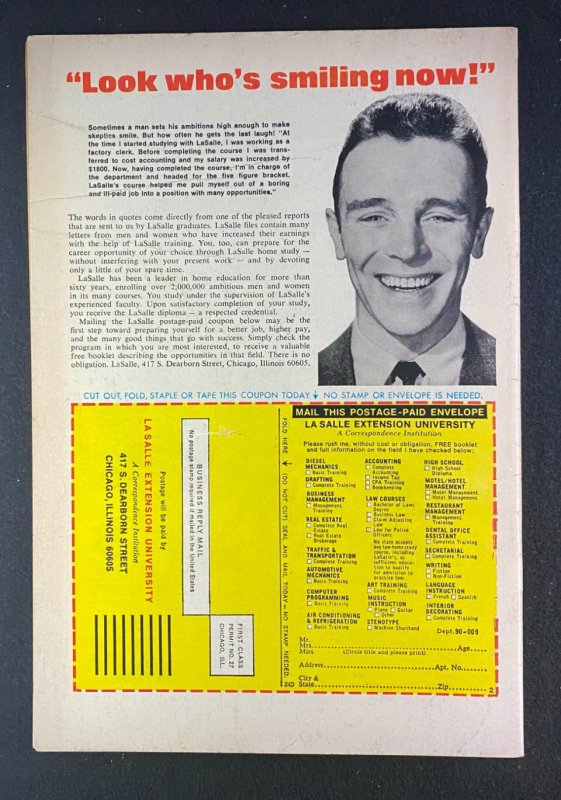 “Look who's smiling now!”
Sometimes a man sets his ambitions high enough to make
skeptics smile. But how often he gets the last laugh! "At
the time I started studying with LaSalle, I was working as a
factory clerk. Before completing the course I was trans-
ferred to cost accounting and my salary was increased by
$1800. Now, having completed the course, I'm in charge of
the department and headed for the five figure bracket.
LaSalle's course helped me pull myself out of a boring
and ill-paid job into a position with many opportunities."
The words in quotes come directly from one of the pleased reports
that are sent to us by LaSalle graduates. LaSalle files contain many
letters from men and women who have increased their earnings
with the help of LaSalle training. You, too, can prepare for the
career opportunity of your choice through LaSalle home study —
without interfering with your present work — and by devoting
only a little of your spare time.
LaSalle has been a leader in home education for more than
sixty years, enrolling over 2,000,000 ambitious men and women
in its many courses. You study under the supervision of LaSalle's
experienced faculty. Upon satisfactory completion of your study,
you receive the LaSalle diploma – a respected credential.
Mailing the LaSalle postage-paid coupon below may be the
first step toward preparing yourself for a better job, higher pay,
and the many good things that go with success. Simply check the
program in which you are most interested, to receive a valuable
free booklet describing the opportunities in that field. There is no
obligation. LaSalle, 417 S. Dearborn Street, Chicago, Illinois 60605.
CUT OUT, FOLD, STAPLE OR TAPE THIS COUPON TODAY NO STAMP OR ENVELOPE IS NEEDED.
FIRST CLASS
PERMIT NO. 27
CHICAGO, ILL.
BUSINESS REPLY MAIL
No postage stamp required if mailed in the United States
Postage will be paid by
LA SALLE EXTENSION UNIVERSITY
A Correspondence Institution
417 S. DEARBORN STREET
CHICAGO, ILLINOIS 60605
FOLD HERE (DO NOT CUT) SEAL AND MAIL TODAY—NO STAMP NEEDED.
MAIL THIS POSTAGE-PAID ENVELOPE
LA SALLE EXTENSION UNIVERSITY
A Correspondence Institution
Please rush me, without cost or obligation, FREE booklet
and full information on the field I have checked below:
DIESEL
MECHANICS
Basic Training
DRAFTING
Complete Training
BUSINESS
MANAGEMENT
Management
Training
REAL ESTATE
Complete Real
Estate
Real Estate
Brokerage
TRAFFIC &
TRANSPORTATION
Complete Training
AUTOMOTIVE
MECHANICS
Basic Training
COMPUTER
PROGRAMMING
Basic Training
AIR CONDITIONING
& REFRIGERATION
Basic Training
ACCOUNTING
Complete
Accounting
Income Tax
CPA Training
Bookkeeping
LAW COURSES
Bachelor of Laws
Degree
Business Law
Claim Adjusting
Law
Law for Police
Officers
No state accepts
any law home study
course, including
LaSalle's, as
sufficient educa-
tion to qualify
for admission to
practice law.
ART TRAINING
Complete Training
MUSIC
INSTRUCTION
Piano Guitar
Other
STENOTYPE
Machine Shorthand
HIGH SCHOOL
High School
Diploma
MOTEL/HOTEL
MANAGEMENT
Motel Management
Hotel Management
RESTAURANT
MANAGEMENT
Management
Training
DENTAL OFFICE
ASSISTANT
Complete Training
SECRETARIAL
Complete Training
WRITING
Fiction
Non-Fiction
LANGUAGE
INSTRUCTION
French Spanish
INTERIOR
DECORATING
Complete Training
Dept. 90-009
Mr.
Mrs. Age
Miss (Circle title and please print)
Address Apt. No.
City &
State Zip
2